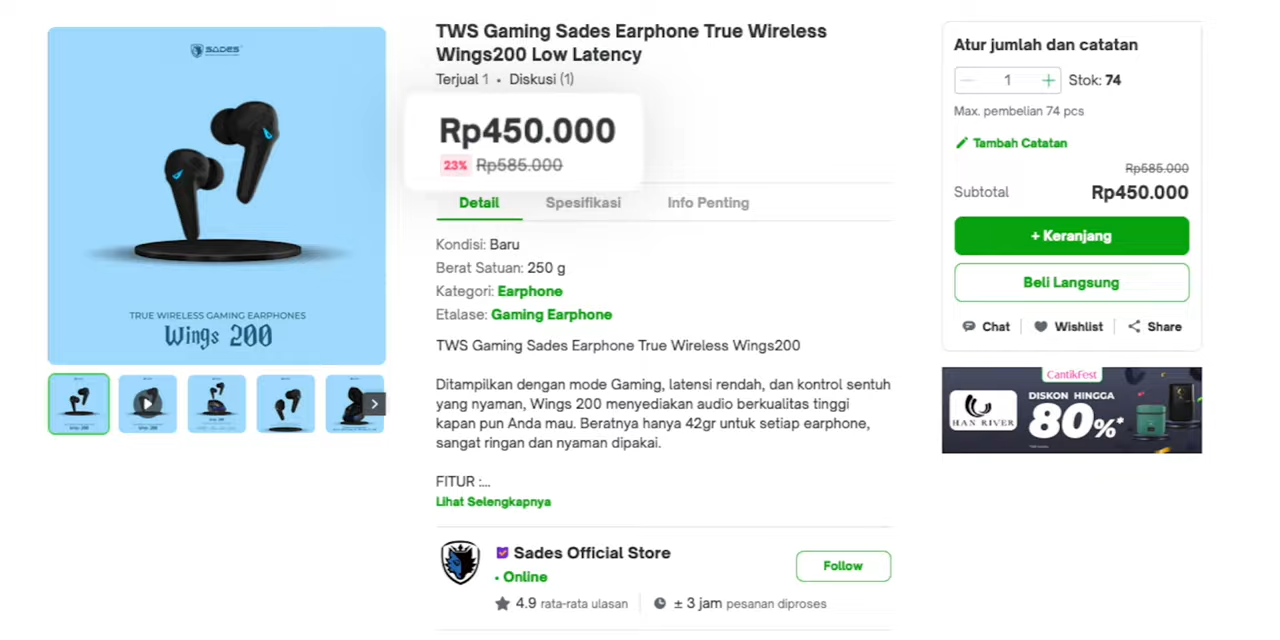 SADES
TRUE WIRELESS GAMING EARPHONES
Wings 200
TWS Gaming Sades Earphone True Wireless
Wings200 Low Latency
Terjual 1 • Diskusi (1)
Rp450.000
23% Rp585.000
Detail Spesifikasi Info Penting
Kondisi: Baru
Berat Satuan: 250 g
Kategori: Earphone
Etalase: Gaming Earphone
TWS Gaming Sades Earphone True Wireless Wings200
Ditampilkan dengan mode Gaming, latensi rendah, dan kontrol sentuh
yang nyaman, Wings 200 menyediakan audio berkualitas tinggi
kapan pun Anda mau. Beratnya hanya 42gr untuk setiap earphone,
sangat ringan dan nyaman dipakai.
FITUR :...
Lihat Selengkapnya
Sades Official Store
• Online
Follow
4.9 rata-rata ulasan
± 3 jam pesanan diproses
Atur jumlah dan catatan
1 Stok: 74
Max. pembelian 74 pcs
Tambah Catatan
Rp585.000
Subtotal Rp450.000
+ Keranjang
Beli Langsung
Chat Wishlist Share
CantikFest
HAN RIVER
DISKON HINGGA
80%*